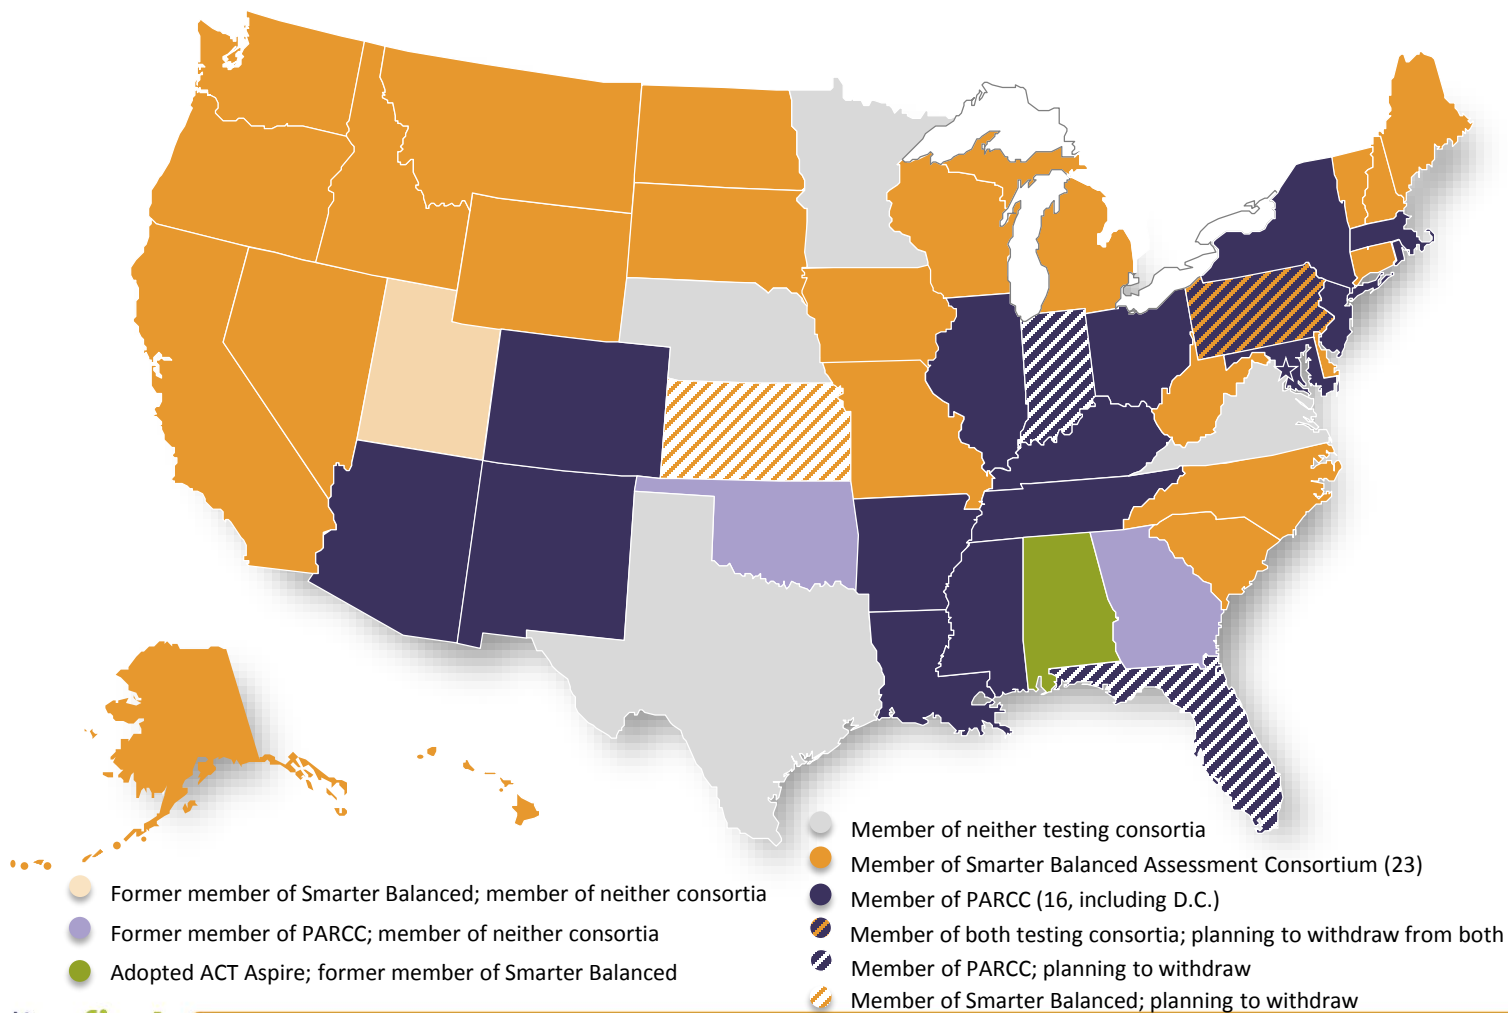 Member of neither testing consortia
Member of Smarter Balanced Assessment Consortium (23)
Former member of Smarter Balanced; member of neither consortia
Member of PARCC (16, including D.C.)
Former member of PARCC; member of neither consortia
Member of both testing consortia; planning to withdraw from both
Adopted ACT Aspire; former member of Smarter Balanced
Member of PARCC; planning to withdraw
Member of Smarter Balanced; planning to withdraw